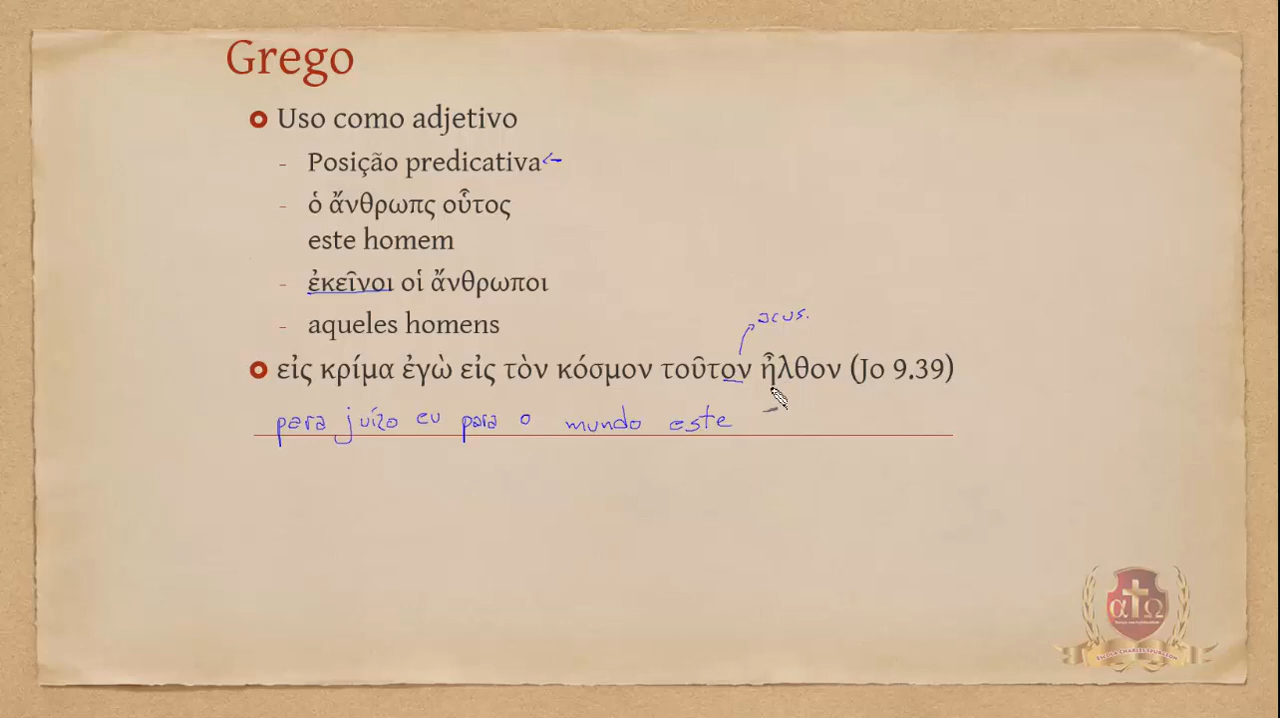 Grego
Uso como adjetivo
- Posição predicativa
- ὁ ἄνθρωπς οὗτος
este homem
- ἐκεῖνοι οἱ ἄνθρωποι
- aqueles homens
acus.
εἰς κρίμα ἐγὼ εἰς τὸν κόσμον τοῦτον ἦλθον (Jo 9.39)
para juízo eu para o mundo este
α Ω